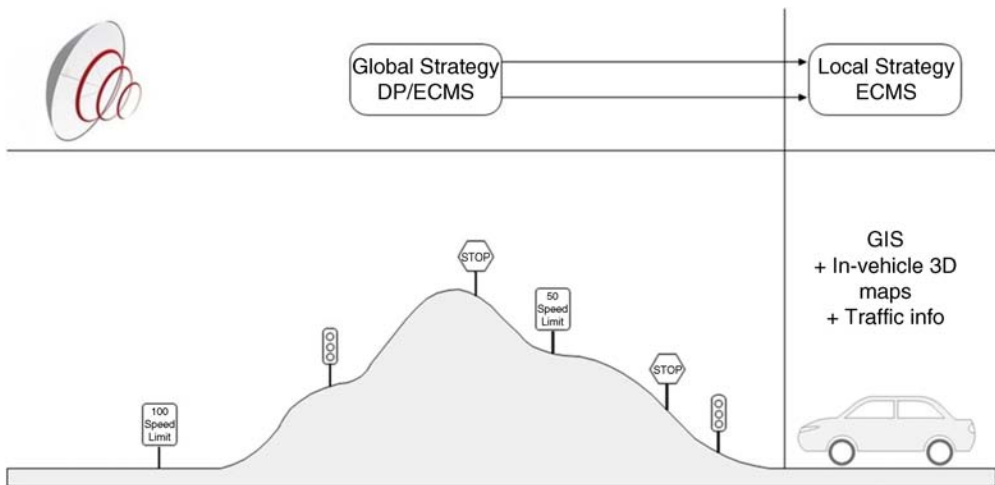 Global Strategy
DP/ECMS
Local Strategy
ECMS
STOP
50
Speed
Limit
STOP
100
Speed
Limit
GIS
+ In-vehicle 3D
maps
+ Traffic info